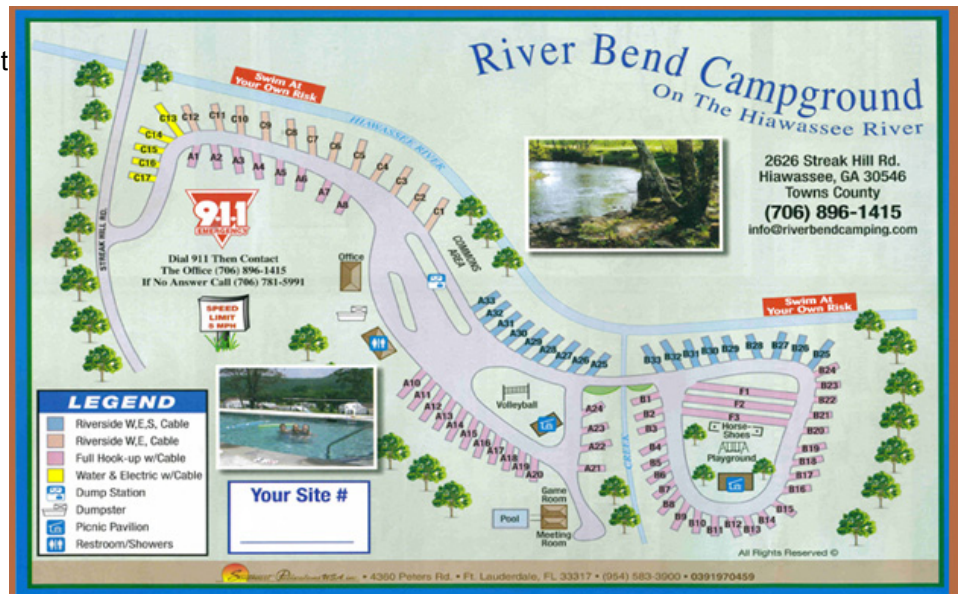 t
River Bend Campground
On The Hiawassee River
Swim At
Your Own Risk
HIAWASSEE RIVER
2626 Streak Hill Rd.
Hiawassee, GA 30546
Towns County
(706) 896-1415
info@riverbendcamping.com
C13
C12
C11
C10
C9
C8
C7
C6
C5
C4
C3
C2
C1
C14
C15
C16
C17
A1
A2
A3
A4
A5
A6
A7
A8
STREAK HILL RD.
9-1-1
EMERGENCY
Dial 911 Then Contact
The Office (706) 896-1415
If No Answer Call (706) 781-5991
SPEED
LIMIT
5 MPH
Office
COMMONS
AREA
Swim At
Your Own Risk
A33
A32
A31
A30
A29
A28
A27
A26
A25
B33
B32
B31
B30
B29
B28
B27
B26
B25
B24
B23
B22
B21
B20
B19
B18
B17
B16
B15
B14
B13
B12
B11
B10
B9
B8
B7
B6
B5
B4
B3
B2
B1
F1
F2
F3
Horse-
Shoes
Playground
Volleyball
A24
A23
A22
A21
CREEK
A10
A11
A12
A13
A14
A15
A16
A17
A18
A19
A20
Game
Room
Pool
Meeting
Room
LEGEND
Riverside W,E,S, Cable
Riverside W,E, Cable
Full Hook-up w/Cable
Water & Electric w/Cable
Dump Station
Dumpster
Picnic Pavilion
Restroom/Showers
Your Site #
All Rights Reserved ©
• 4360 Peters Rd. • Ft. Lauderdale, FL 33317 • (954) 583-3900 • 0391970459